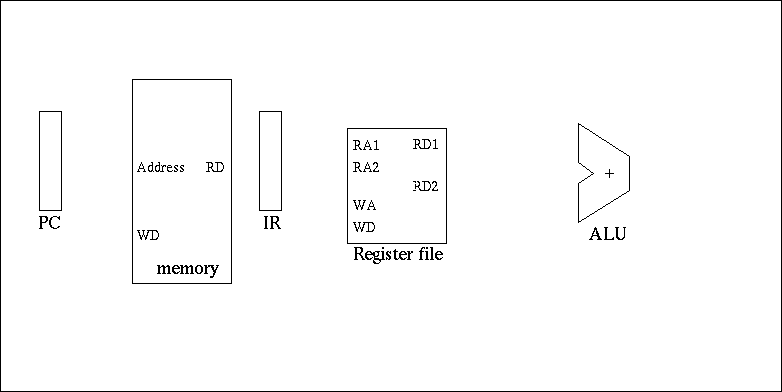 PC
Address RD
WD
memory
IR
RA1 RD1
RA2
RD2
WA
WD
Register file
+
ALU